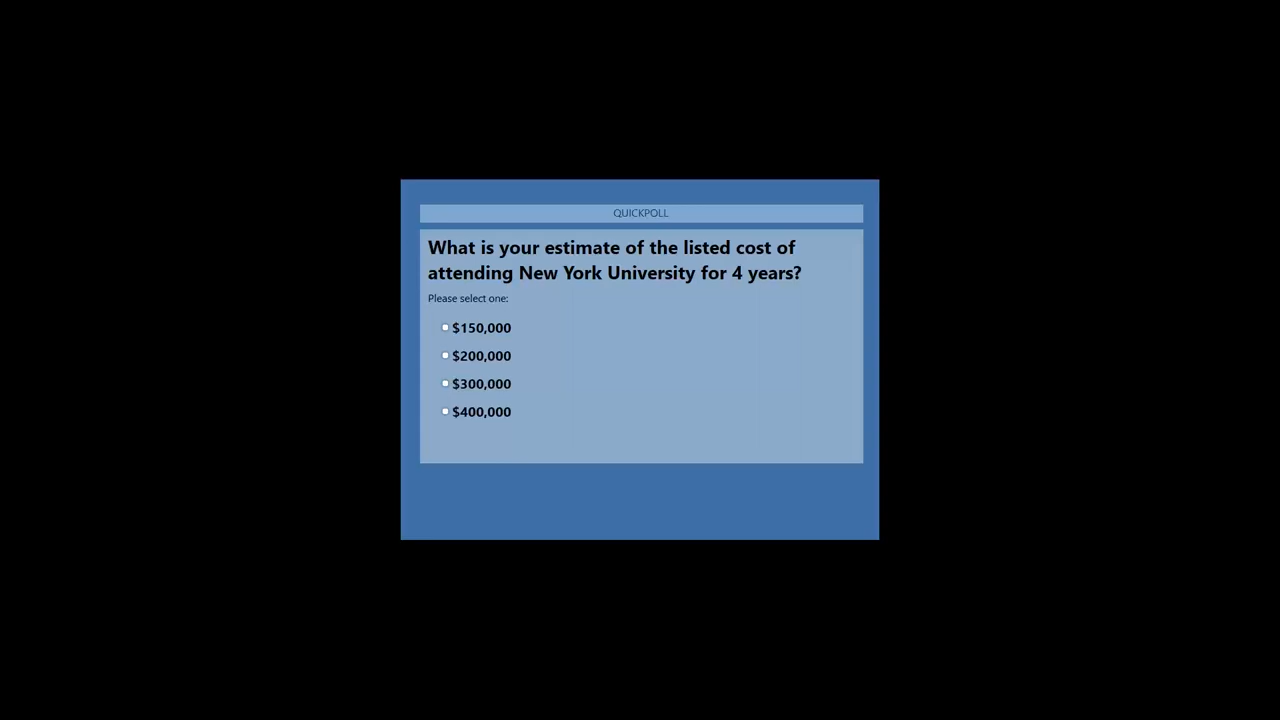 QUICKPOLL
What is your estimate of the listed cost of
attending New York University for 4 years?
Please select one:
$150,000
$200,000
$300,000
$400,000